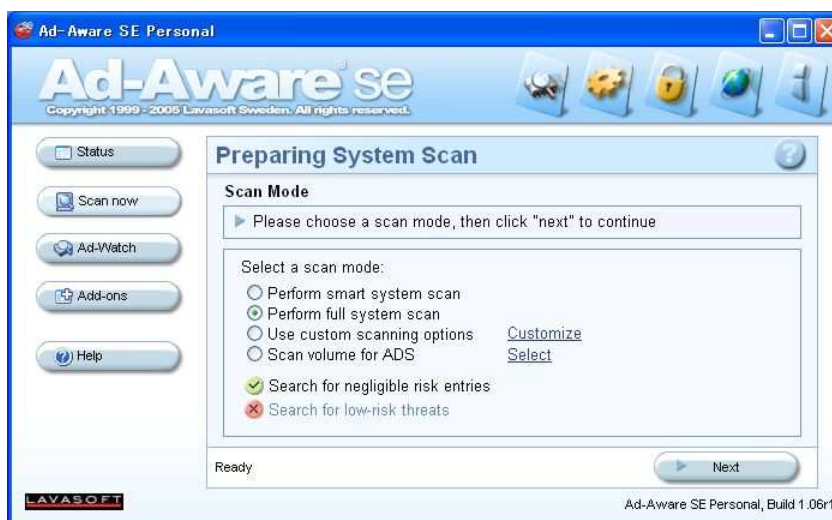 Ad-Aware SE Personal
Ad-Aware SE
Copyright 1999 - 2005 Lavasoft Sweden. All rights reserved.
Status
Scan now
Ad-Watch
Add-ons
Help
Preparing System Scan
Scan Mode
Please choose a scan mode, then click "next" to continue
Select a scan mode:
Perform smart system scan
Perform full system scan
Use custom scanning options Customize
Scan volume for ADS Select
Search for negligible risk entries
Search for low-risk threats
Ready
Next
LAVASOFT
Ad-Aware SE Personal, Build 1.06r1